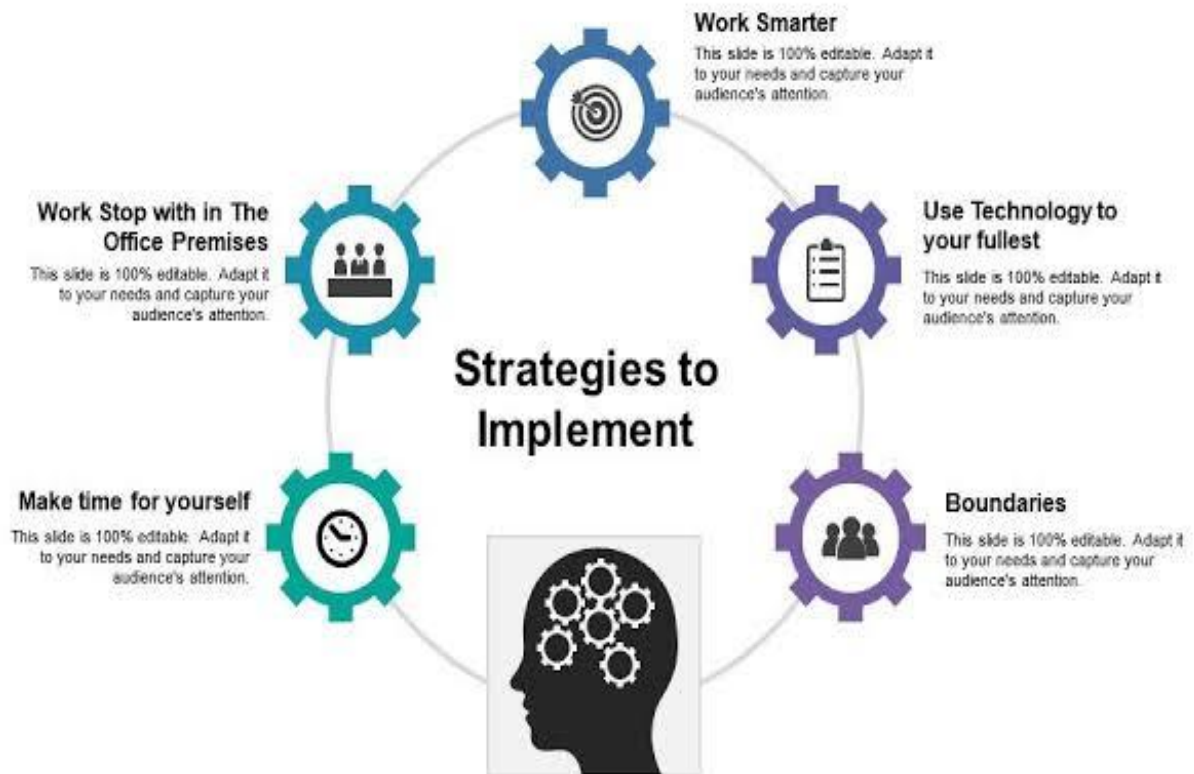 Work Smarter
This slide is 100% editable. Adapt it
to your needs and capture your
audience's attention.
Work Stop with in The
Office Premises
This slide is 100% editable. Adapt it
to your needs and capture your
audience's attention.
Use Technology to
your fullest
This slide is 100% editable. Adapt it
to your needs and capture your
audience's attention.
Strategies to
Implement
Make time for yourself
This slide is 100% editable. Adapt it
to your needs and capture your
audience's attention.
Boundaries
This slide is 100% editable. Adapt it
to your needs and capture your
audience's attention.